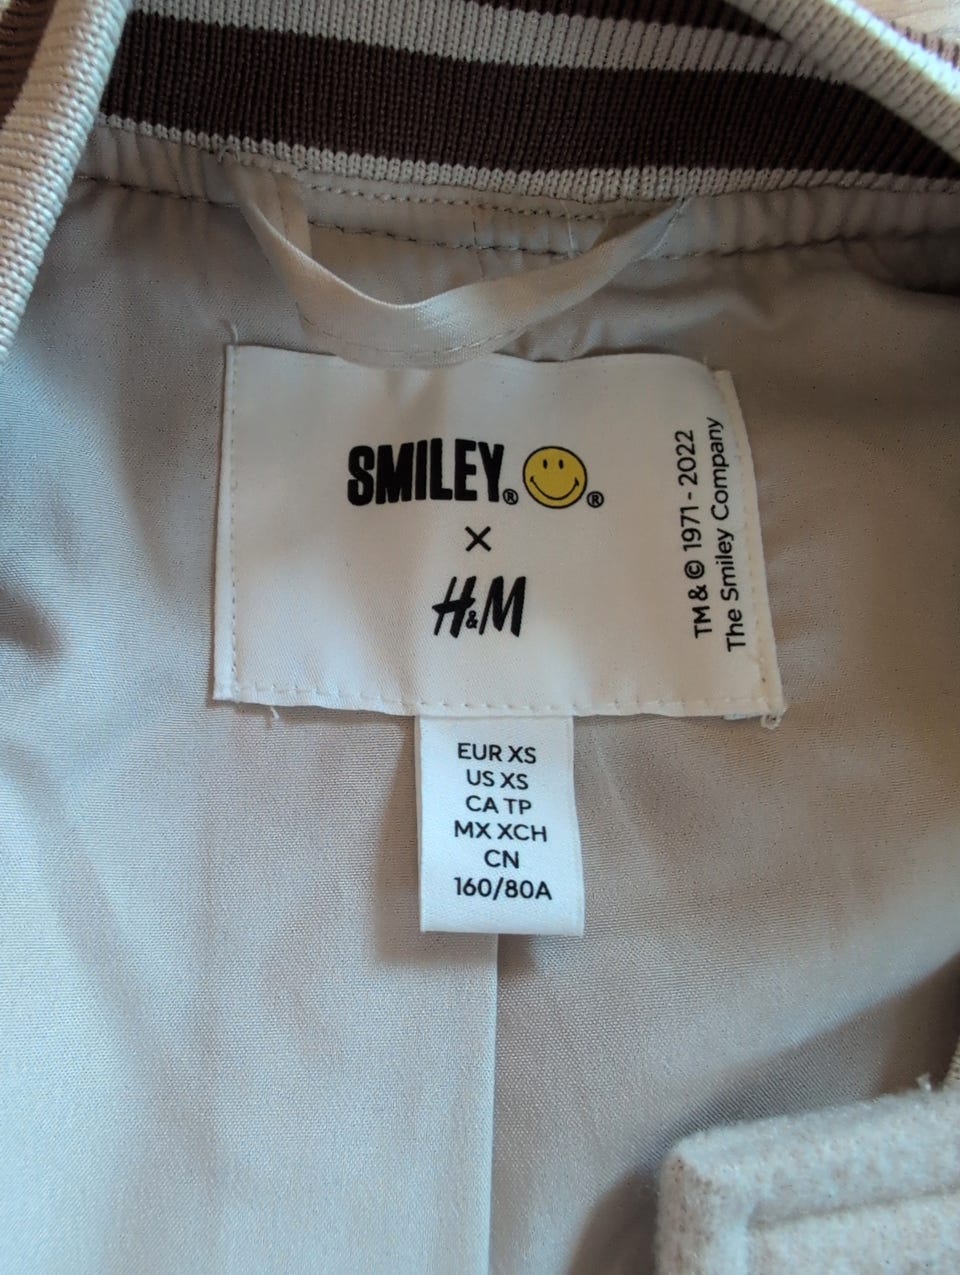 SMILEY® ®
×
H&M
TM & © 1971 - 2022
The Smiley Company
EUR XS
US XS
CA TP
MX XCH
CN
160/80A